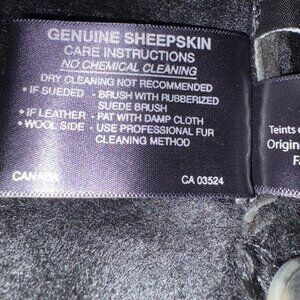 GENUINE SHEEPSKIN
CARE INSTRUCTIONS
NO CHEMICAL CLEANING
DRY CLEANING NOT RECOMMENDED
• IF SUEDED - BRUSH WITH RUBBERIZED
SUEDE BRUSH
• IF LEATHER - PAT WITH DAMP CLOTH
• WOOL SIDE - USE PROFESSIONAL FUR
CLEANING METHOD
CANADA CA 03524
Teints
Origine